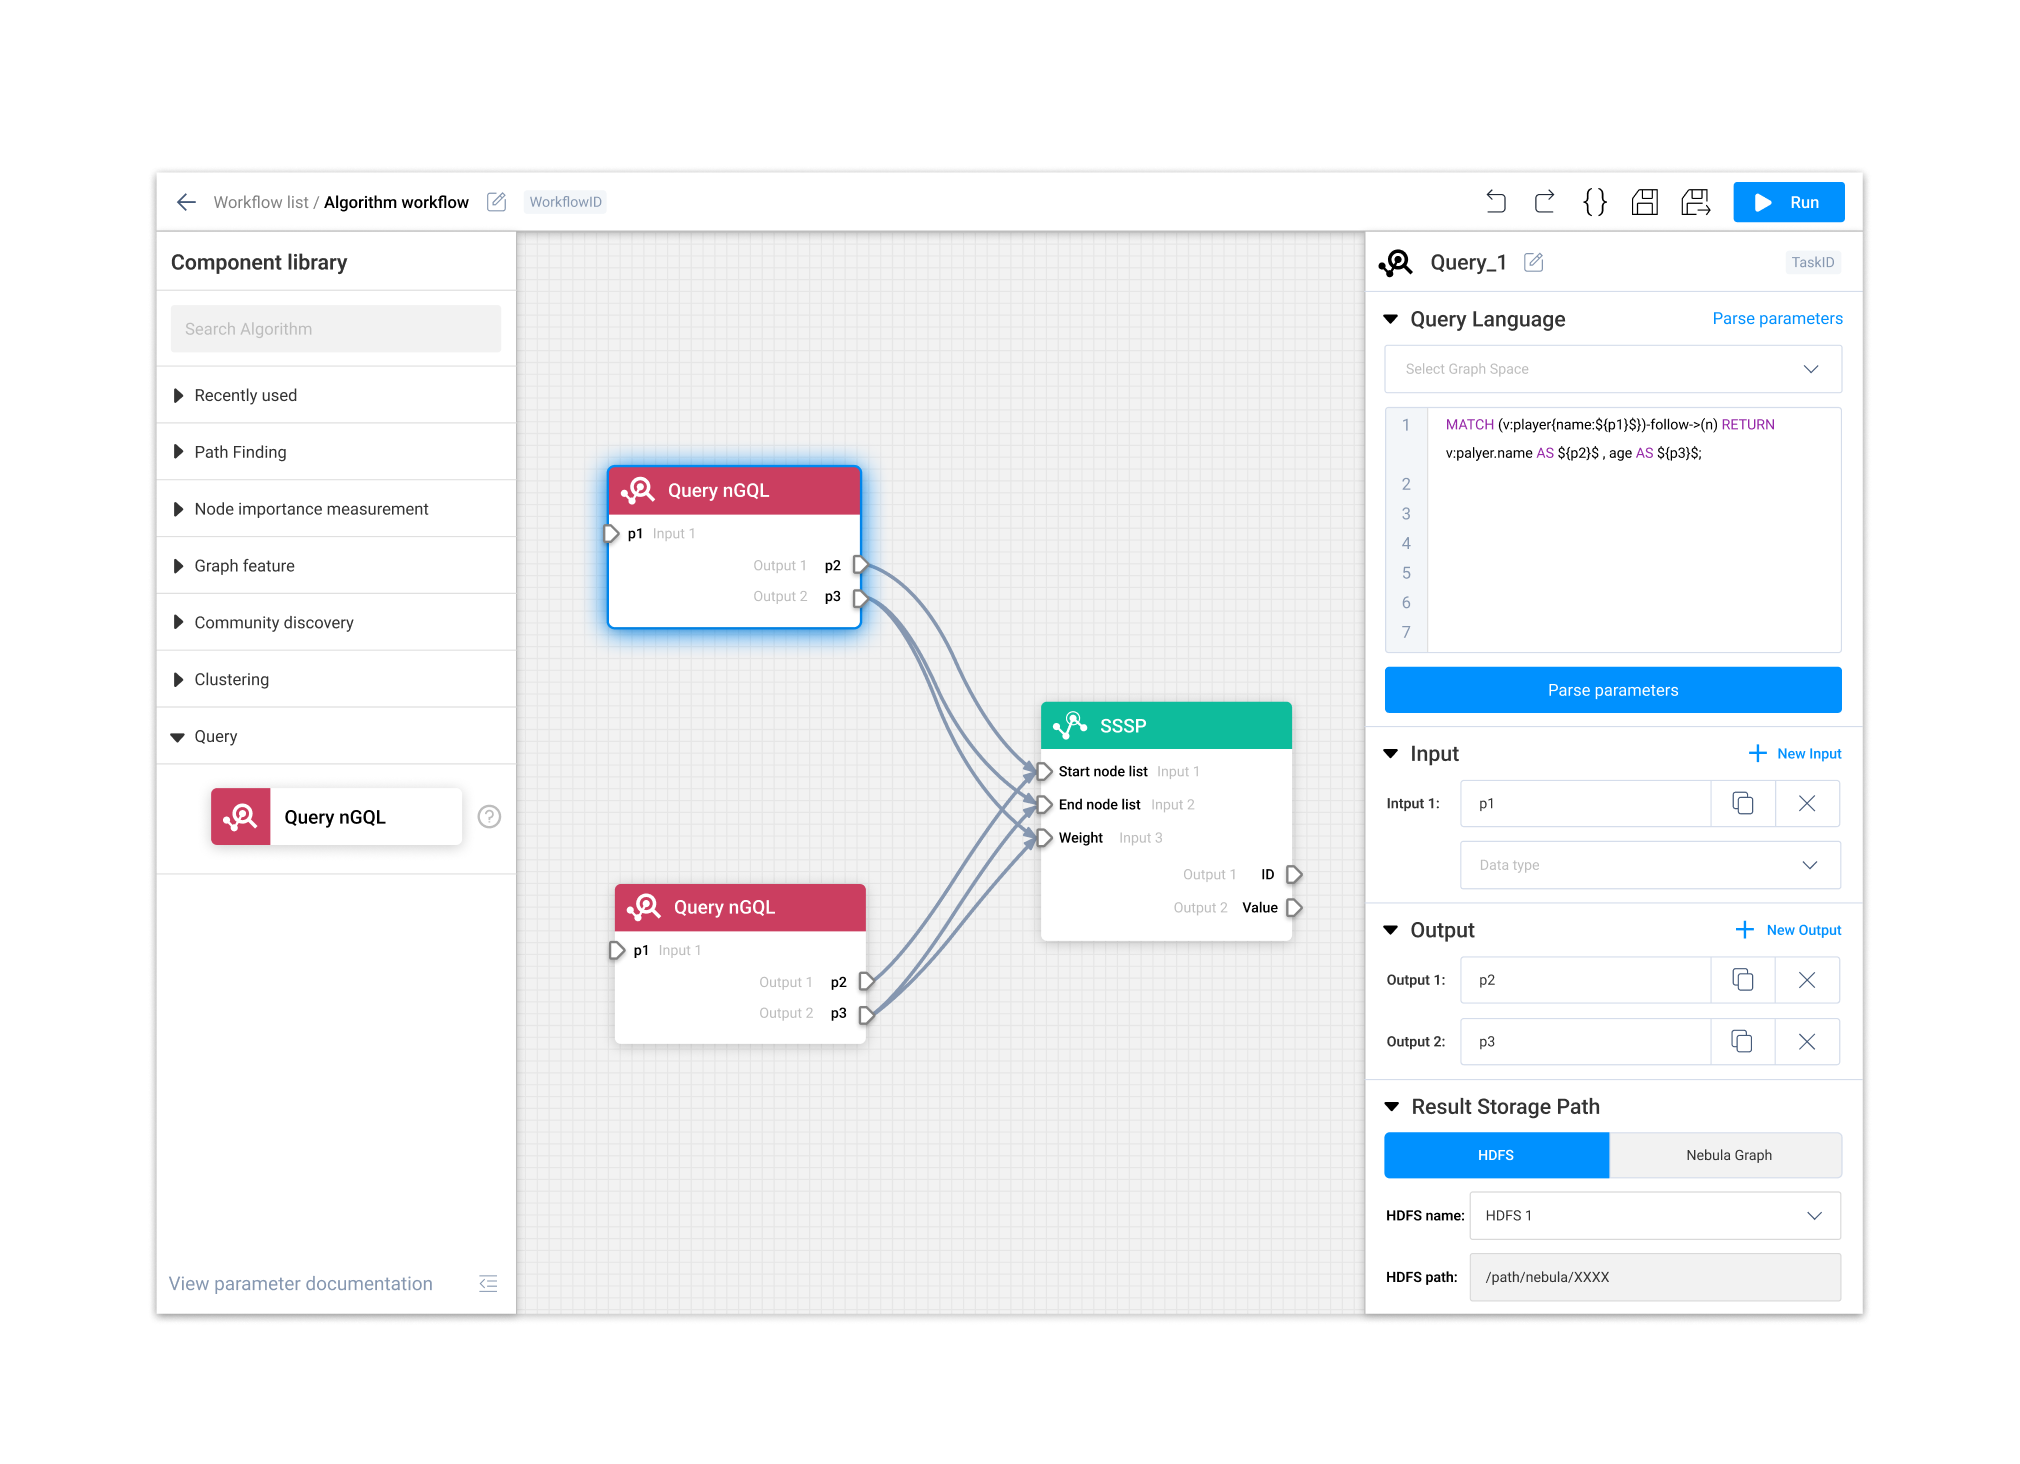 Workflow list / Algorithm workflow WorkflowID
Run
Component library
Search Algorithm
Recently used
Path Finding
Node importance measurement
Graph feature
Community discovery
Clustering
Query
Query nGQL
View parameter documentation
Query nGQL
p1 Input 1
Output 1 p2
Output 2 p3
Query nGQL
p1 Input 1
Output 1 p2
Output 2 p3
SSSP
Start node list Input 1
End node list Input 2
Weight Input 3
Output 1 ID
Output 2 Value
Query_1 TaskID
Query Language Parse parameters
Select Graph Space
1 MATCH (v:player{name:${p1}$})-follow->(n) RETURN
v:palyer.name AS ${p2}$ , age AS ${p3}$;
2
3
4
5
6
7
Parse parameters
Input New Input
Intput 1: p1
Data type
Output New Output
Output 1: p2
Output 2: p3
Result Storage Path
HDFS Nebula Graph
HDFS name: HDFS 1
HDFS path: /path/nebula/XXXX